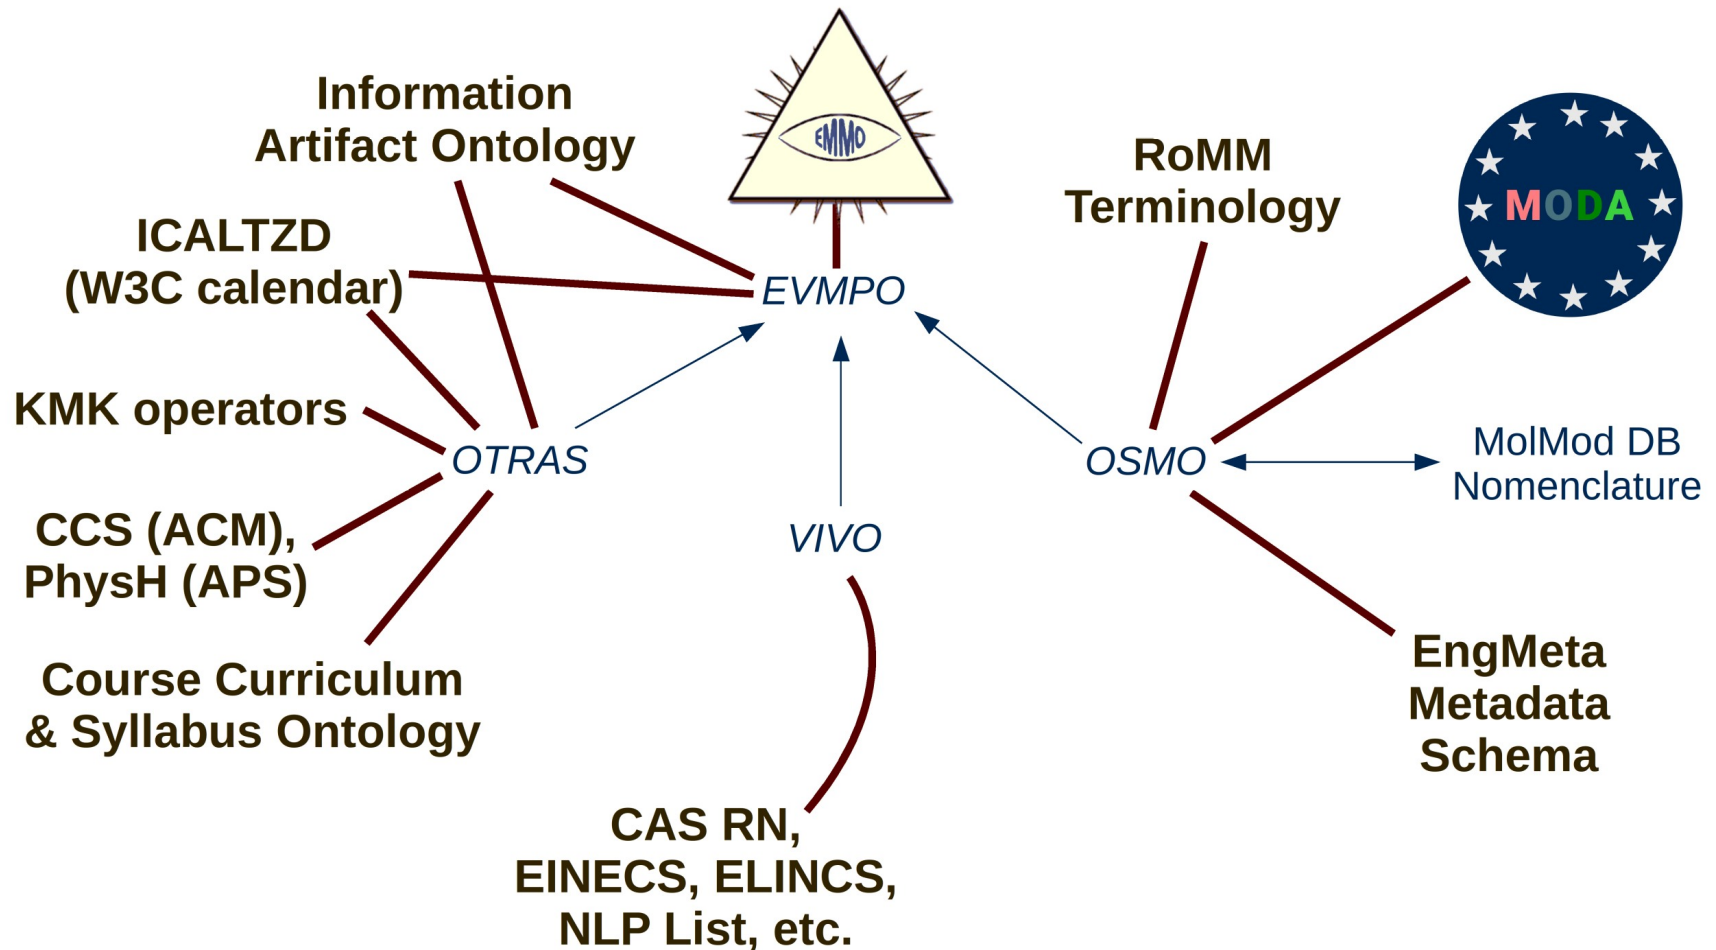 EMMO
Information
Artifact Ontology
RoMM
Terminology
MODA
ICALTZD
(W3C calendar)
EVMPO
KMK operators
OTRAS
OSMO
MolMod DB
Nomenclature
CCS (ACM),
PhysH (APS)
VIVO
Course Curriculum
& Syllabus Ontology
EngMeta
Metadata
Schema
CAS RN,
EINECS, ELINCS,
NLP List, etc.